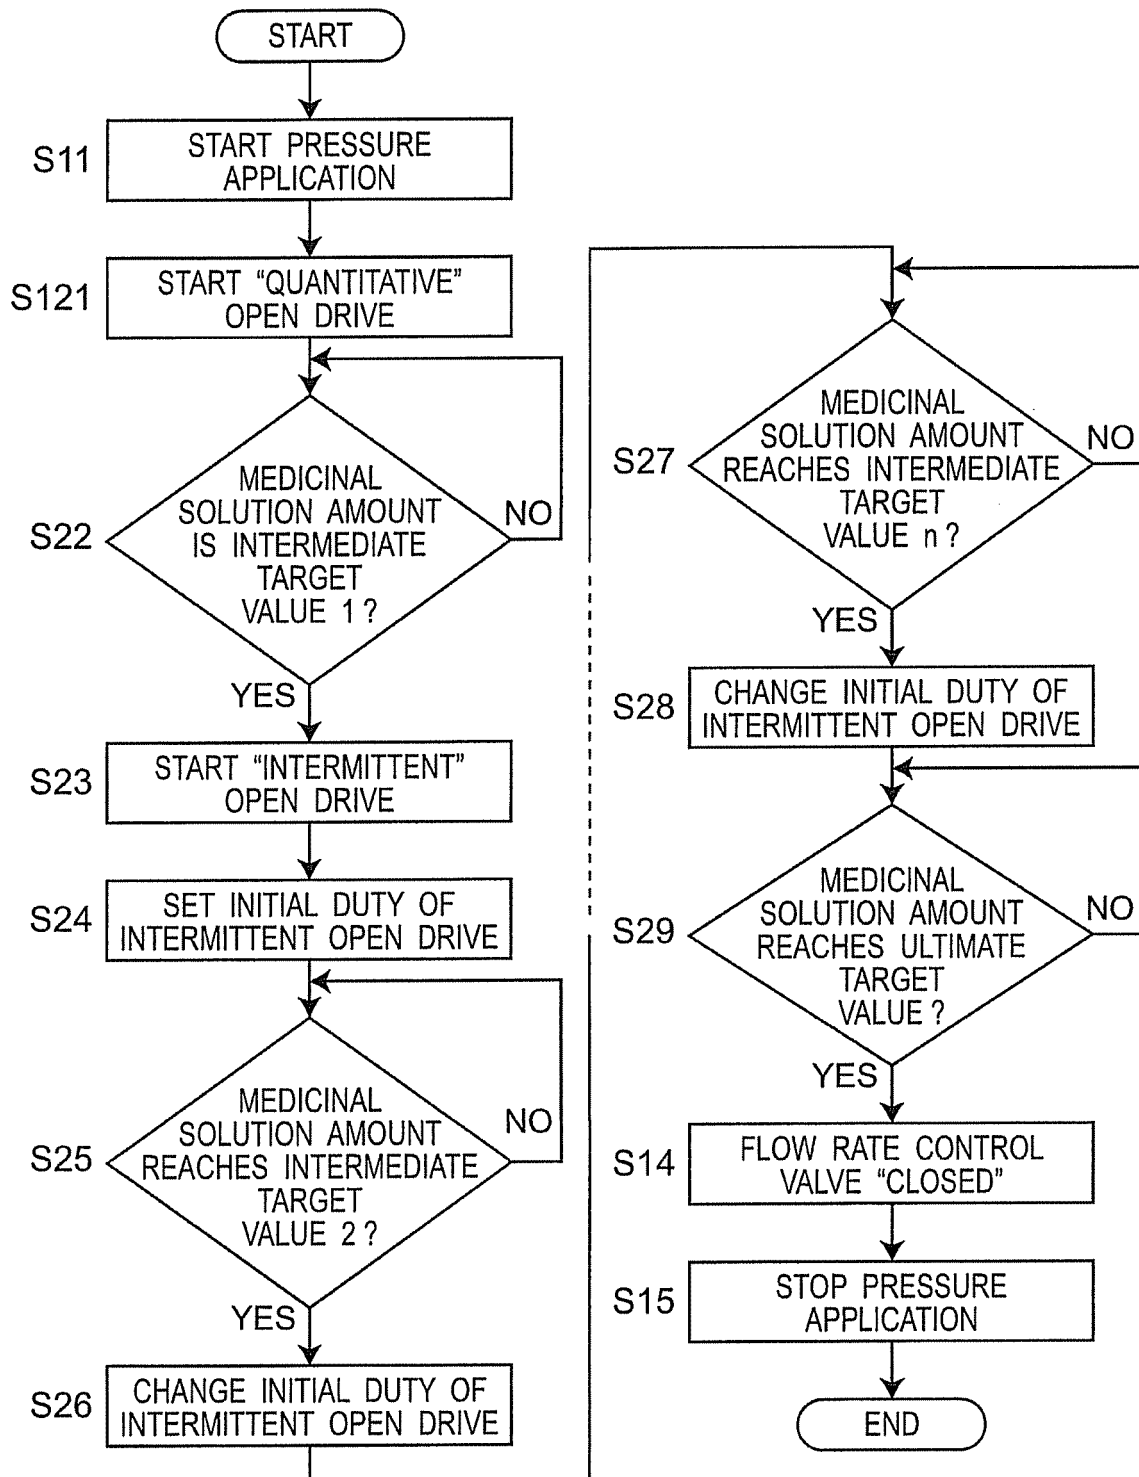 START
S11
START PRESSURE
APPLICATION
S121
START “QUANTITATIVE”
OPEN DRIVE
S22
MEDICINAL
SOLUTION AMOUNT
IS INTERMEDIATE
TARGET
VALUE 1 ?
NO
YES
S23
START “INTERMITTENT”
OPEN DRIVE
S24
SET INITIAL DUTY OF
INTERMITTENT OPEN DRIVE
S25
MEDICINAL
SOLUTION AMOUNT
REACHES INTERMEDIATE
TARGET
VALUE 2 ?
NO
YES
S26
CHANGE INITIAL DUTY OF
INTERMITTENT OPEN DRIVE
S27
MEDICINAL
SOLUTION AMOUNT
REACHES INTERMEDIATE
TARGET
VALUE n ?
NO
YES
S28
CHANGE INITIAL DUTY OF
INTERMITTENT OPEN DRIVE
S29
MEDICINAL
SOLUTION AMOUNT
REACHES ULTIMATE
TARGET
VALUE ?
NO
YES
S14
FLOW RATE CONTROL
VALVE “CLOSED”
S15
STOP PRESSURE
APPLICATION
END